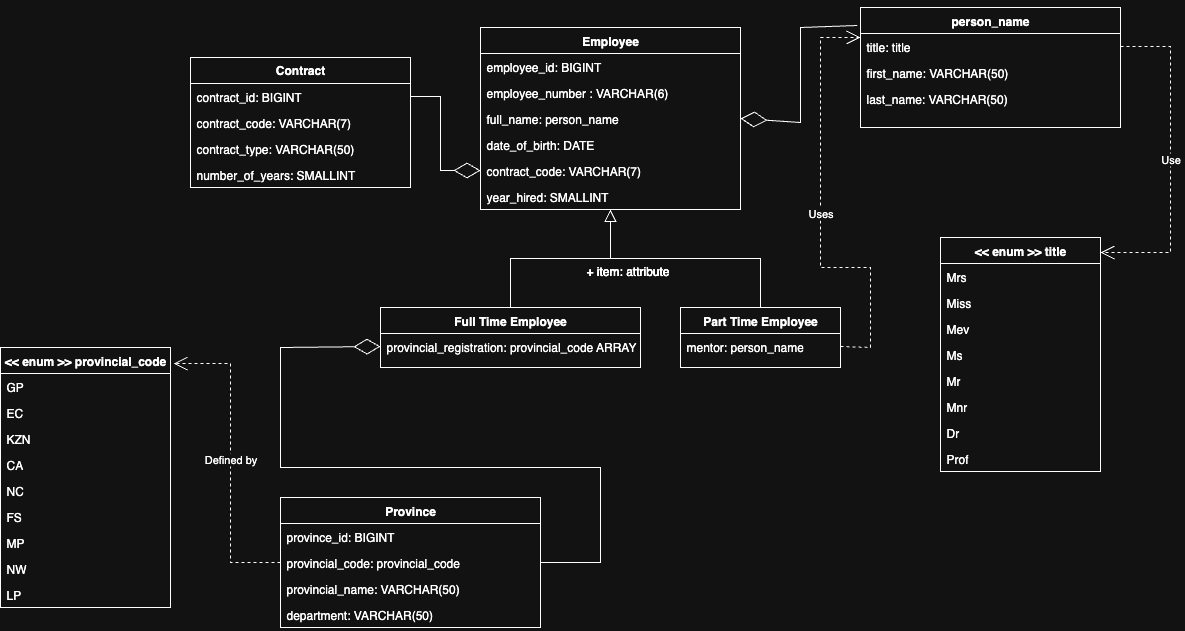 Contract
contract_id: BIGINT
contract_code: VARCHAR(7)
contract_type: VARCHAR(50)
number_of_years: SMALLINT
Employee
employee_id: BIGINT
employee_number : VARCHAR(6)
full_name: person_name
date_of_birth: DATE
contract_code: VARCHAR(7)
year_hired: SMALLINT
person_name
title: title
first_name: VARCHAR(50)
last_name: VARCHAR(50)
Use
Uses
<< enum >> title
Mrs
Miss
Mev
Ms
Mr
Mnr
Dr
Prof
+ item: attribute
Full Time Employee
provincial_registration: provincial_code ARRAY
Part Time Employee
mentor: person_name
<< enum >> provincial_code
GP
EC
KZN
CA
NC
FS
MP
NW
LP
Defined by
Province
province_id: BIGINT
provincial_code: provincial_code
provincial_name: VARCHAR(50)
department: VARCHAR(50)